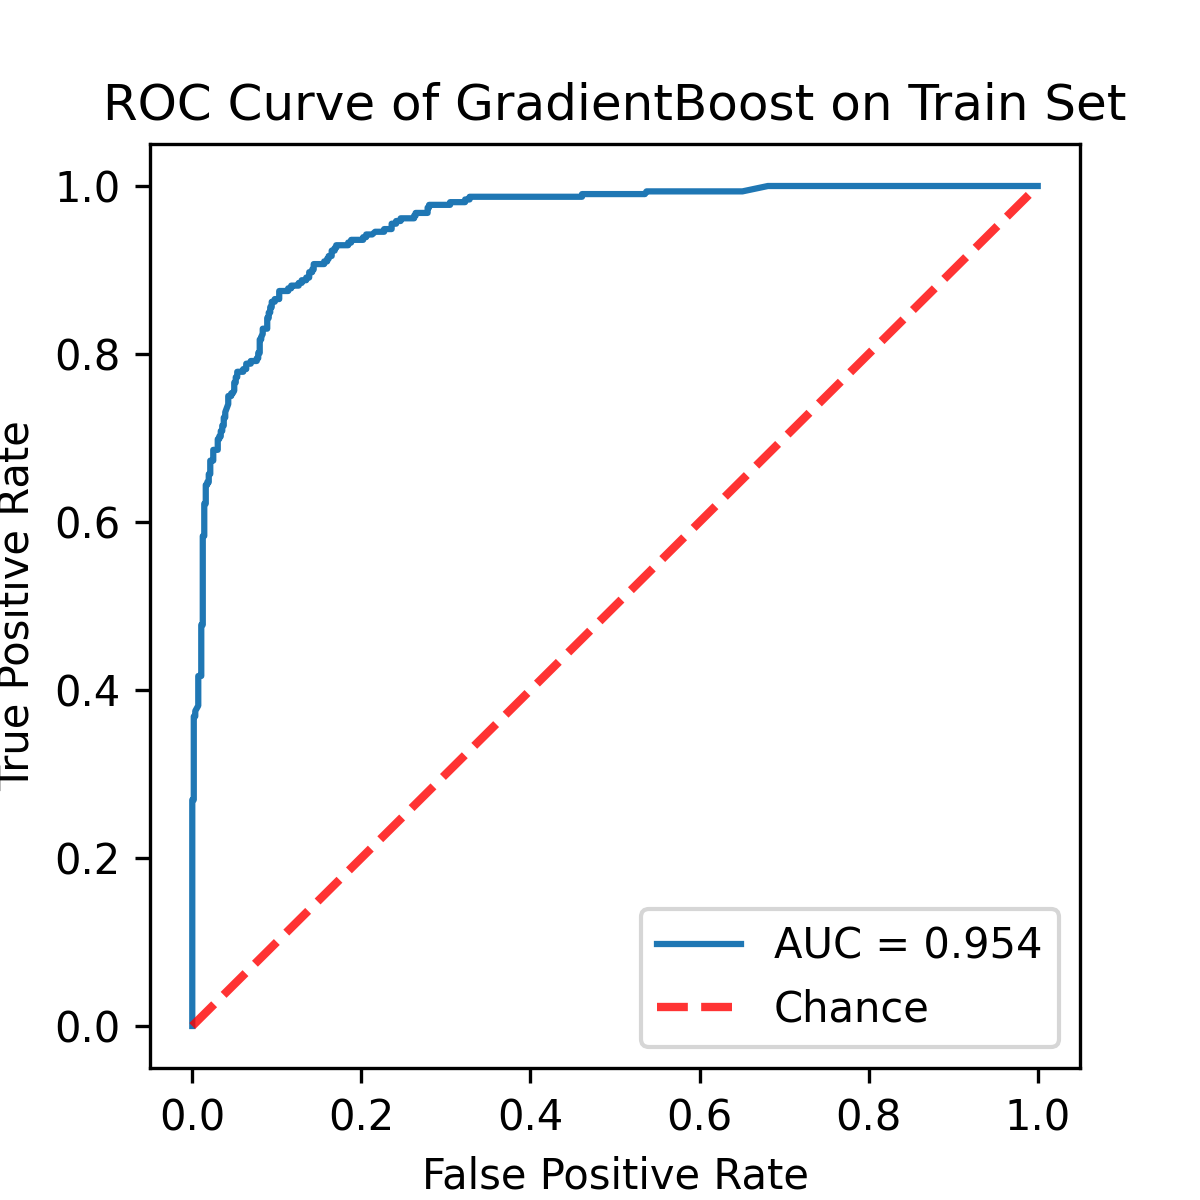 ROC Curve of GradientBoost on Train Set
True Positive Rate
1.0
0.8
0.6
0.4
0.2
0.0
AUC = 0.954
Chance
0.0 0.2 0.4 0.6 0.8 1.0
False Positive Rate